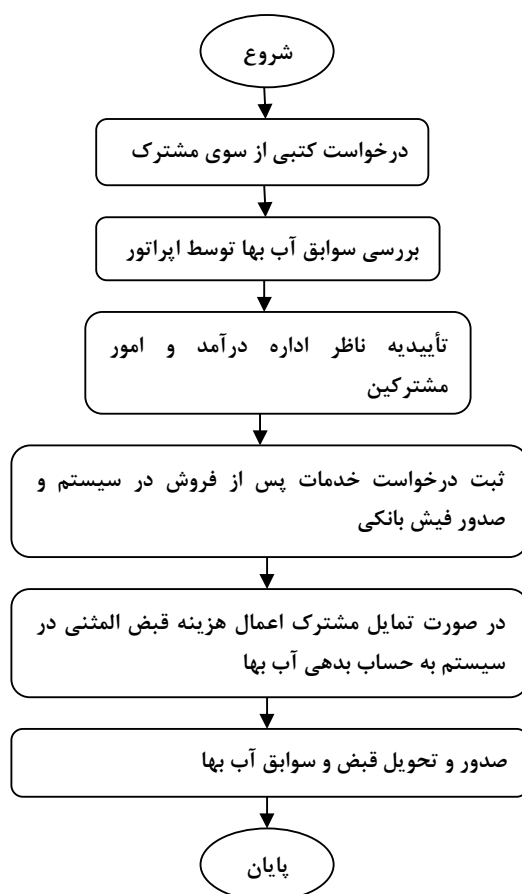 شروع
درخواست کتبی از سوی مشترک
بررسی سوابق آب بها توسط اپراتور
تأییدیه ناظر اداره درآمد و امور
مشترکین
ثبت درخواست خدمات پس از فروش در سیستم و
صدور فیش بانکی
در صورت تمایل مشترک اعمال هزینه قبض المثنی در
سیستم به حساب بدهی آب بها
صدور و تحویل قبض و سوابق آب بها
پایان